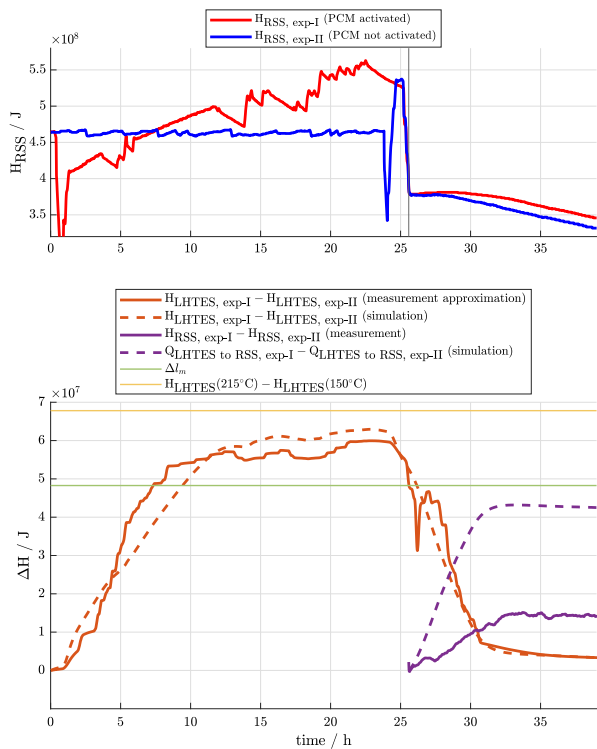 H_RSS, exp-I (PCM activated)
H_RSS, exp-II (PCM not activated)
×10⁸
5.5
5
4.5
4
3.5
H_RSS / J
0 5 10 15 20 25 30 35
H_LHTES, exp-I − H_LHTES, exp-II (measurement approximation)
H_LHTES, exp-I − H_LHTES, exp-II (simulation)
H_RSS, exp-I − H_RSS, exp-II (measurement)
Q_LHTES to RSS, exp-I − Q_LHTES to RSS, exp-II (simulation)
Δl_m
H_LHTES(215°C) − H_LHTES(150°C)
×10⁷
7
6
5
4
3
2
1
0
ΔH / J
0 5 10 15 20 25 30 35
time / h